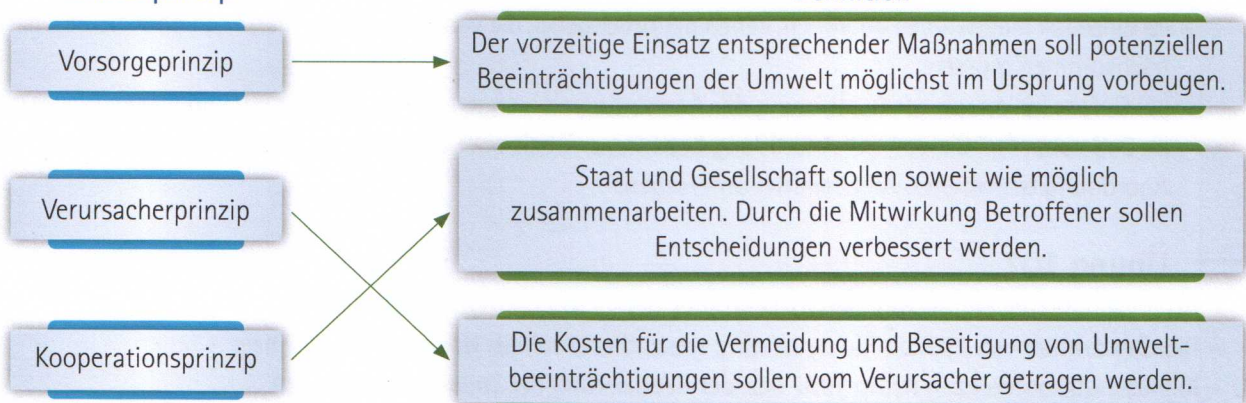 Vorsorgeprinzip
Der vorzeitige Einsatz entsprechender Maßnahmen soll potenziellen
Beeinträchtigungen der Umwelt möglichst im Ursprung vorbeugen.
Verursacherprinzip
Staat und Gesellschaft sollen soweit wie möglich
zusammenarbeiten. Durch die Mitwirkung Betroffener sollen
Entscheidungen verbessert werden.
Kooperationsprinzip
Die Kosten für die Vermeidung und Beseitigung von Umwelt-
beeinträchtigungen sollen vom Verursacher getragen werden.